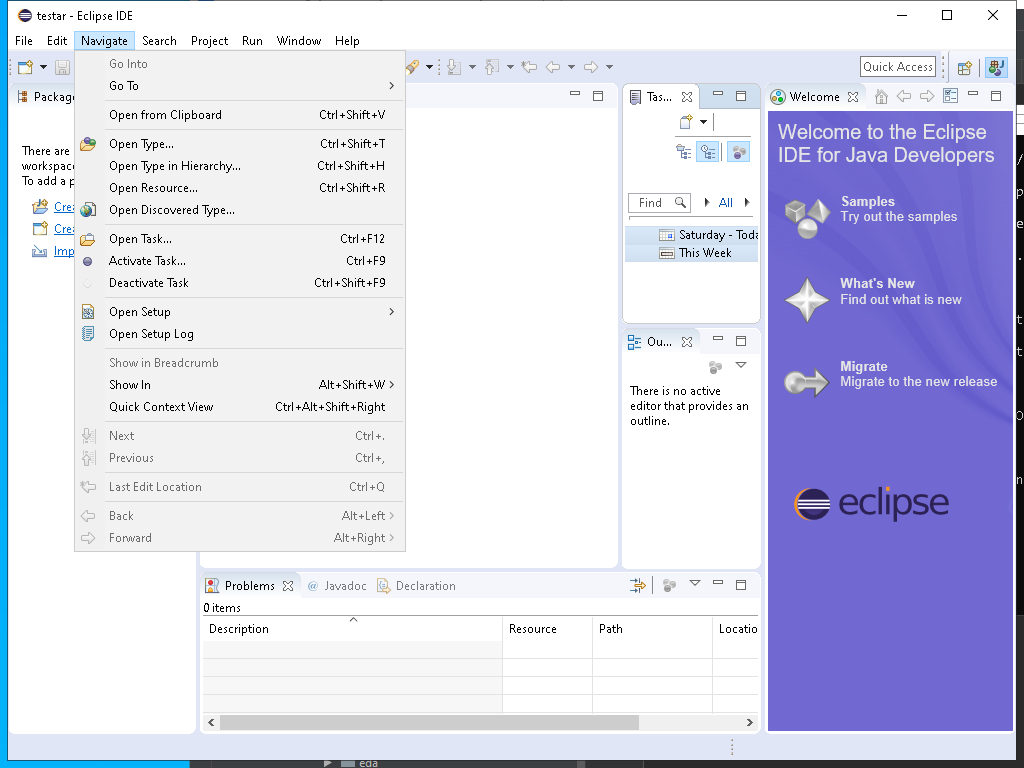 testar - Eclipse IDE
File Edit Navigate Search Project Run Window Help
Go Into
Go To
Open from Clipboard Ctrl+Shift+V
Open Type... Ctrl+Shift+T
Open Type in Hierarchy... Ctrl+Shift+H
Open Resource... Ctrl+Shift+R
Open Discovered Type...
Open Task... Ctrl+F12
Activate Task... Ctrl+F9
Deactivate Task Ctrl+Shift+F9
Open Setup
Open Setup Log
Show in Breadcrumb
Show In Alt+Shift+W
Quick Context View Ctrl+Alt+Shift+Right
Next Ctrl+.
Previous Ctrl+,
Last Edit Location Ctrl+Q
Back Alt+Left
Forward Alt+Right
Quick Access
Packag
There are
workspac
To add a p
Crea
Crea
Imp
Tas...
Find
All
Saturday - Toda
This Week
Ou...
There is no active
editor that provides an
outline.
Welcome
Welcome to the Eclipse
IDE for Java Developers
Samples
Try out the samples
What's New
Find out what is new
Migrate
Migrate to the new release
eclipse
Problems @ Javadoc Declaration
0 items
Description Resource Path Locatio
eda